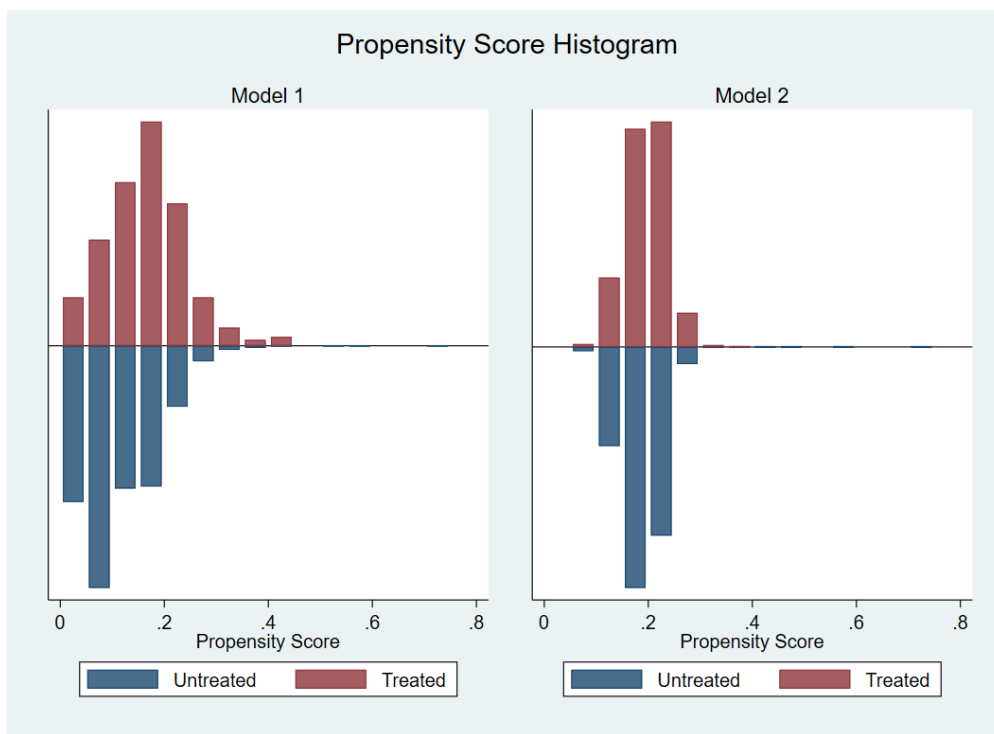 Propensity Score Histogram
Model 1
0 .2 .4 .6 .8
Propensity Score
Untreated Treated
Model 2
0 .2 .4 .6 .8
Propensity Score
Untreated Treated